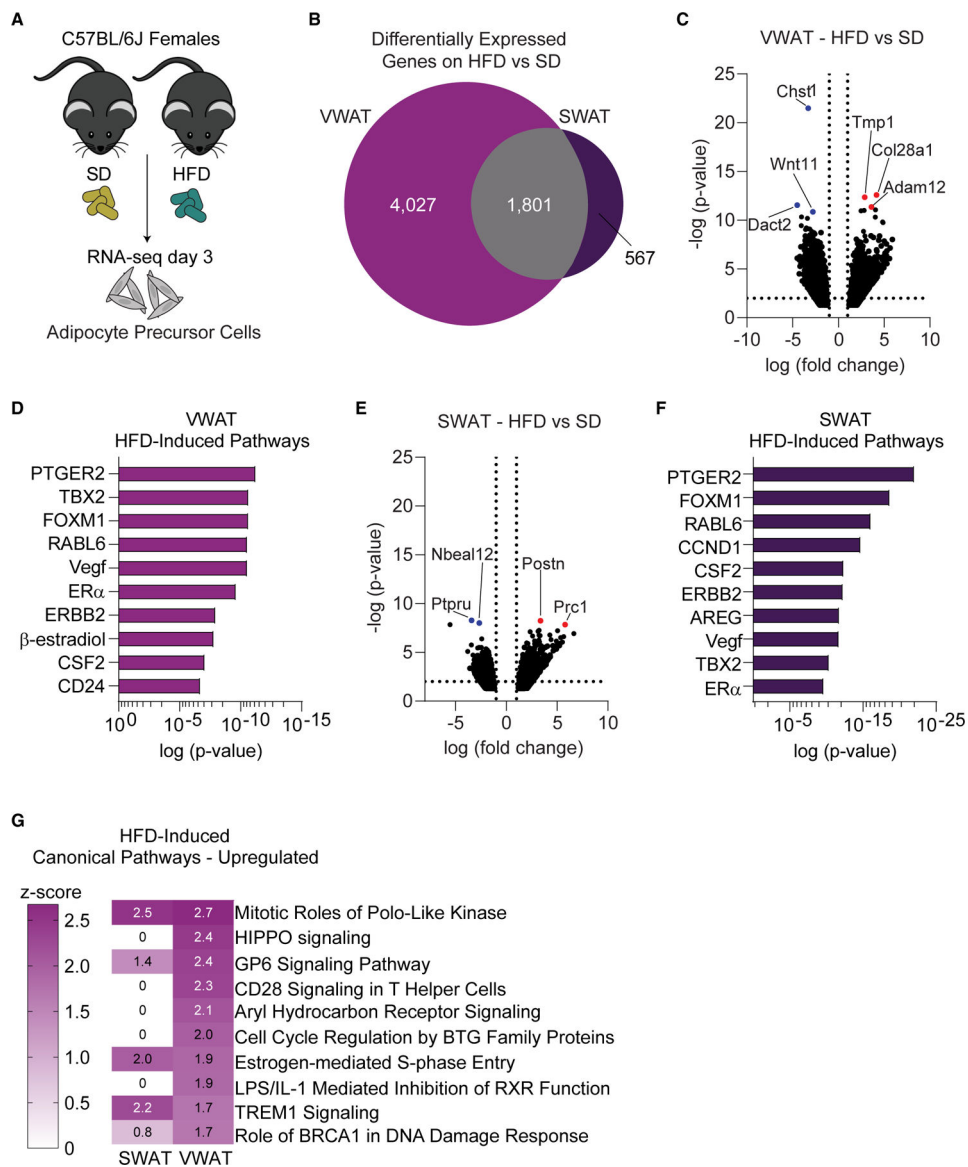 A
C57BL/6J Females
SD
HFD
RNA-seq day 3
Adipocyte Precursor Cells
B
Differentially Expressed
Genes on HFD vs SD
VWAT
SWAT
4,027
1,801
567
C
VWAT - HFD vs SD
25
20
15
10
5
0
-log (p-value)
Chst1
Tmp1
Col28a1
Wnt11
Adam12
Dact2
-10
-5
0
5
10
log (fold change)
D
VWAT
HFD-Induced Pathways
PTGER2
TBX2
FOXM1
RABL6
Vegf
ERα
ERBB2
β-estradiol
CSF2
CD24
10^0
10^-5
10^-10
10^-15
log (p-value)
E
SWAT - HFD vs SD
25
20
15
10
5
0
-log (p-value)
Nbeal12
Postn
Ptpru
Prc1
-5
0
5
log (fold change)
F
SWAT
HFD-Induced Pathways
PTGER2
FOXM1
RABL6
CCND1
CSF2
ERBB2
AREG
Vegf
TBX2
ERα
10^-5
10^-15
10^-25
log (p-value)
G
HFD-Induced
Canonical Pathways - Upregulated
z-score
2.5
2.0
1.5
1.0
0.5
0
2.5 2.7 Mitotic Roles of Polo-Like Kinase
0 2.4 HIPPO signaling
1.4 2.4 GP6 Signaling Pathway
0 2.3 CD28 Signaling in T Helper Cells
0 2.1 Aryl Hydrocarbon Receptor Signaling
0 2.0 Cell Cycle Regulation by BTG Family Proteins
2.0 1.9 Estrogen-mediated S-phase Entry
0 1.9 LPS/IL-1 Mediated Inhibition of RXR Function
2.2 1.7 TREM1 Signaling
0.8 1.7 Role of BRCA1 in DNA Damage Response
SWAT VWAT